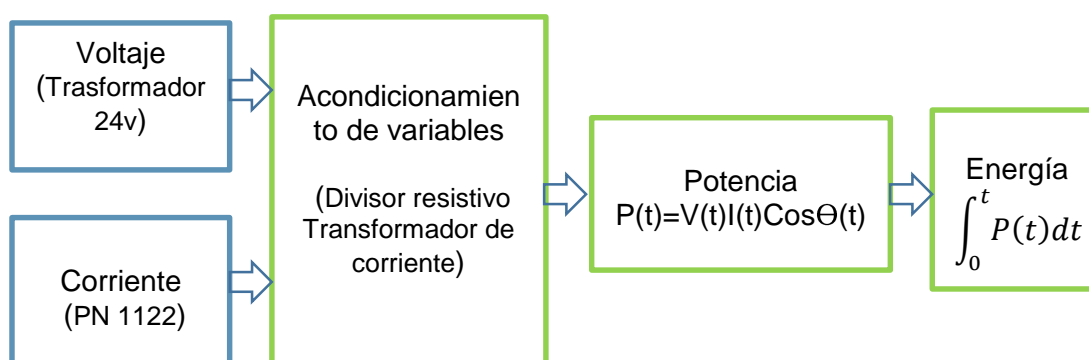 Voltaje
(Trasformador
24v)
Corriente
(PN 1122)
Acondicionamien
to de variables
(Divisor resistivo
Transformador de
corriente)
Potencia
P(t)=V(t)I(t)CosΘ(t)
Energía
∫₀ᵗ P(t)dt